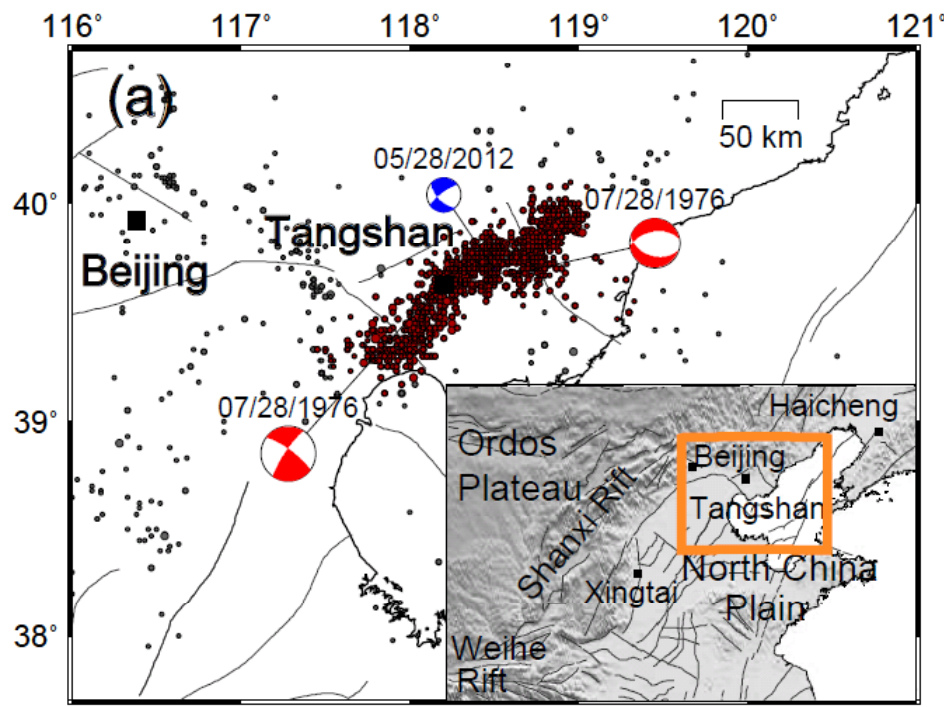 116° 117° 118° 119° 120° 121°
(a)
50 km
05/28/2012
40°
07/28/1976
Tangshan
Beijing
39°
07/28/1976
Haicheng
Ordos
Plateau
Beijing
Shanxi Rift
Tangshan
North China
Plain
Xingtai
38°
Weihe
Rift